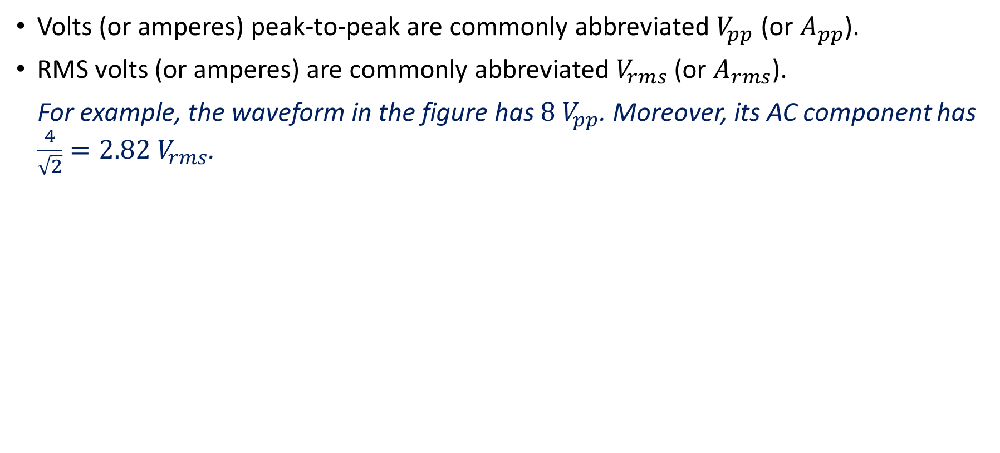 • Volts (or amperes) peak-to-peak are commonly abbreviated $V_{pp}$ (or $A_{pp}$).
• RMS volts (or amperes) are commonly abbreviated $V_{rms}$ (or $A_{rms}$).
For example, the waveform in the figure has $8\ V_{pp}$. Moreover, its AC component has
$\frac{4}{\sqrt{2}} = 2.82\ V_{rms}$.